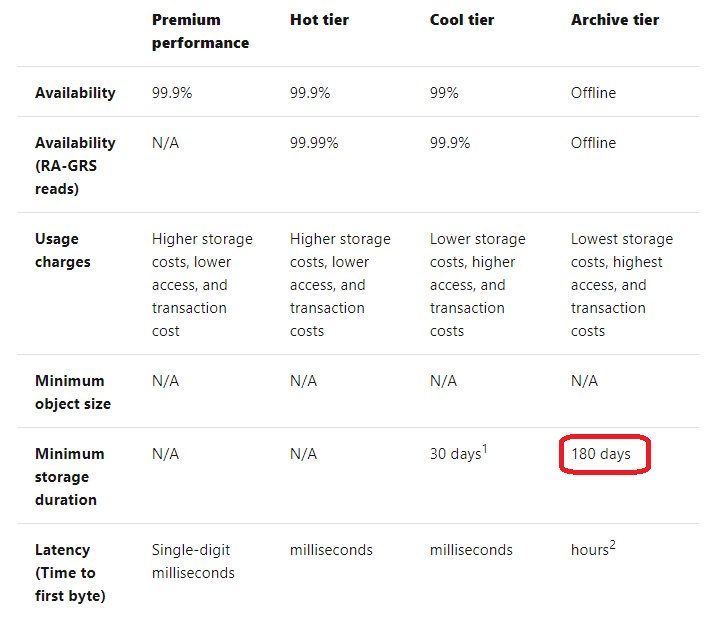 Premium performance Hot tier Cool tier Archive tier
Availability 99.9% 99.9% 99% Offline
Availability (RA-GRS reads) N/A 99.99% 99.9% Offline
Usage charges Higher storage costs, lower access, and transaction cost Higher storage costs, lower access, and transaction costs Lower storage costs, higher access, and transaction costs Lowest storage costs, highest access, and transaction costs
Minimum object size N/A N/A N/A N/A
Minimum storage duration N/A N/A 30 days1 180 days
Latency (Time to first byte) Single-digit milliseconds milliseconds milliseconds hours2